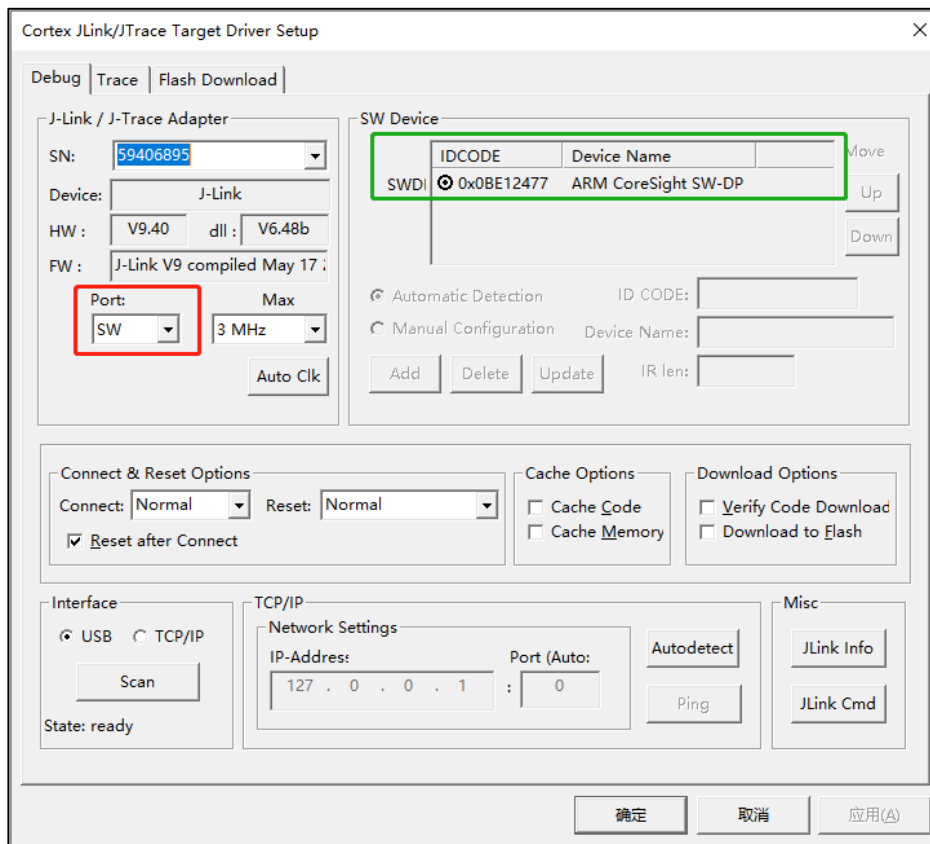 Cortex JLink/JTrace Target Driver Setup
Debug Trace Flash Download
J-Link / J-Trace Adapter
SN: 59406895
Device: J-Link
HW : V9.40 dll : V6.48b
FW : J-Link V9 compiled May 17 2
Port: Max
SW 3 MHz
Auto Clk
SW Device
IDCODE Device Name
SWDI 0x0BE12477 ARM CoreSight SW-DP
Move
Up
Down
Automatic Detection ID CODE:
Manual Configuration Device Name:
Add Delete Update IR len:
Connect & Reset Options
Connect: Normal Reset: Normal
Reset after Connect
Cache Options
Cache Code
Cache Memory
Download Options
Verify Code Download
Download to Flash
Interface
USB TCP/IP
Scan
State: ready
TCP/IP
Network Settings
IP-Address Port (Auto:
127 . 0 . 0 . 1 : 0
Autodetect
Ping
Misc
JLink Info
JLink Cmd
确定 取消 应用(A)